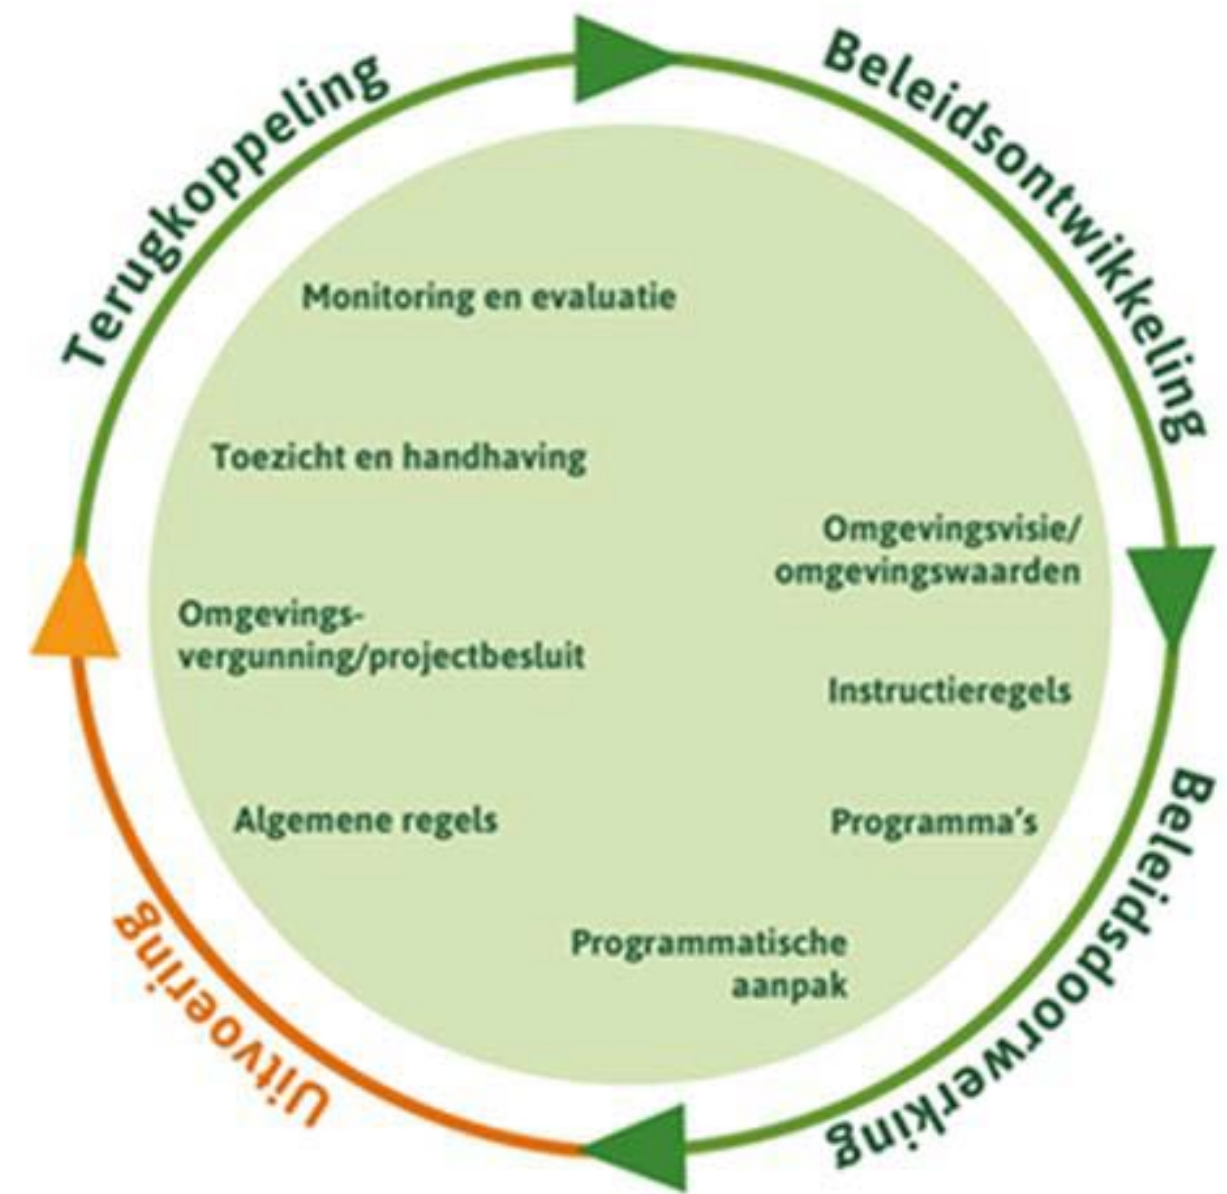 Terugkoppeling
Beleidsontwikkeling
Monitoring en evaluatie
Toezicht en handhaving
Omgevingsvisie/
omgevingswaarden
Omgevings-
vergunning/projectbesluit
Instructieregels
Algemene regels
Programma's
Programmatische
aanpak
Beleidsdoorwerking
Uitvoering